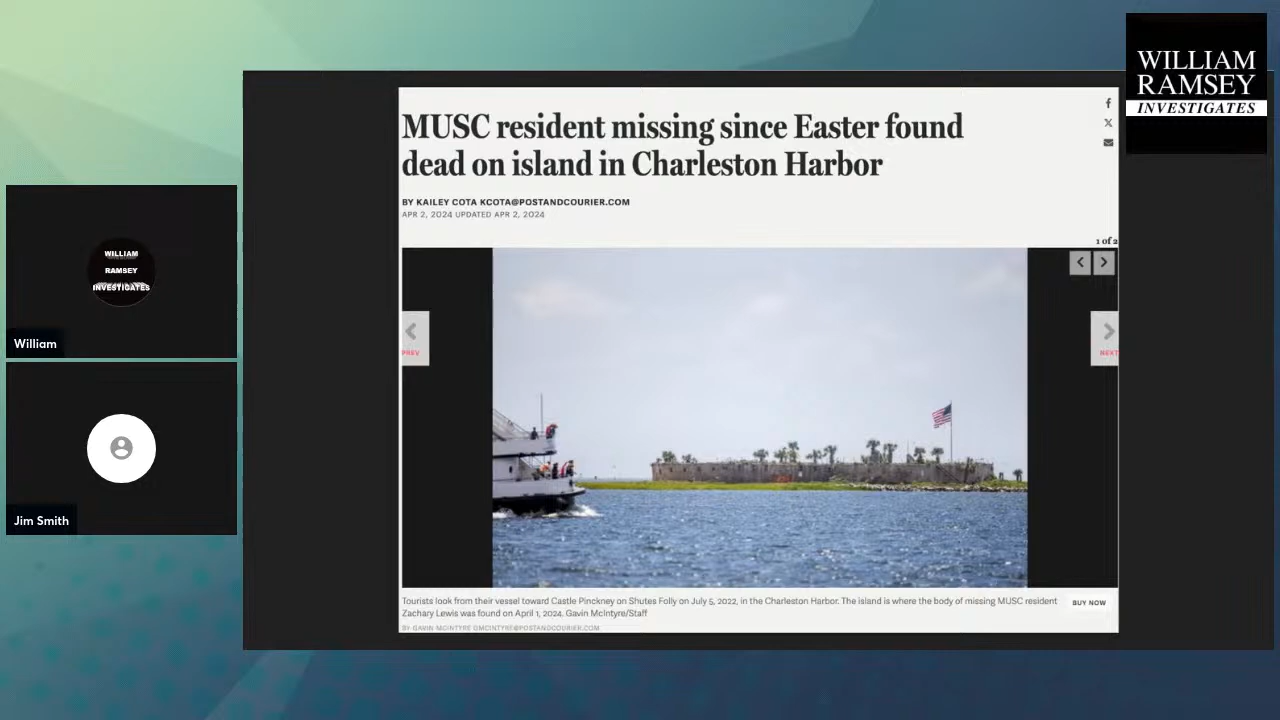 WILLIAM
RAMSEY
INVESTIGATES
MUSC resident missing since Easter found
dead on island in Charleston Harbor
BY KAILEY COTA KCOTA@POSTANDCOURIER.COM
APR 2, 2024 UPDATED APR 2, 2024
1 of 2
PREV
NEXT
Tourists look from their vessel toward Castle Pinckney on Shutes Folly on July 5, 2022, in the Charleston Harbor. The island is where the body of missing MUSC resident
Zachary Lewis was found on April 1, 2024. Gavin McIntyre/Staff
BUY NOW
BY GAVIN MCINTYRE GMCINTYRE@POSTANDCOURIER.COM
WILLIAM
RAMSEY
INVESTIGATES
William
Jim Smith